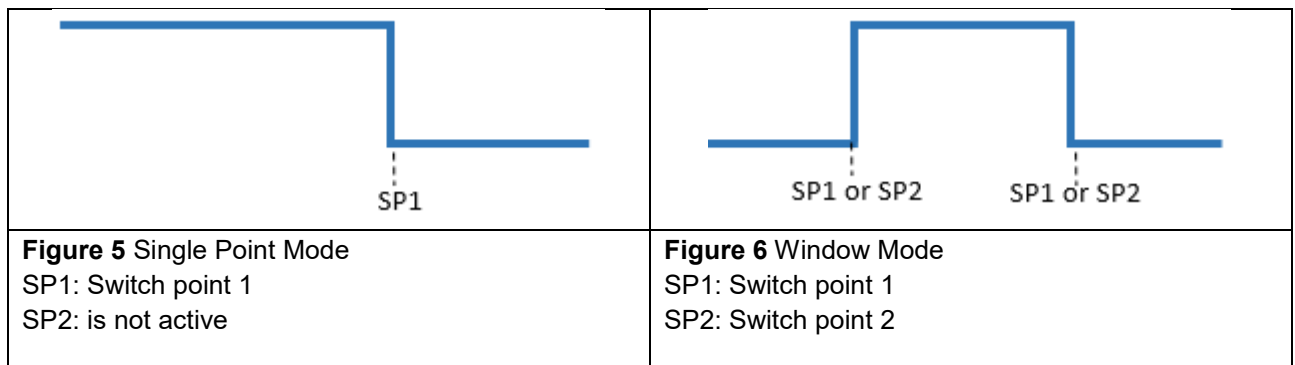 SP1
Figure 5 Single Point Mode
SP1: Switch point 1
SP2: is not active
SP1 or SP2
SP1 or SP2
Figure 6 Window Mode
SP1: Switch point 1
SP2: Switch point 2